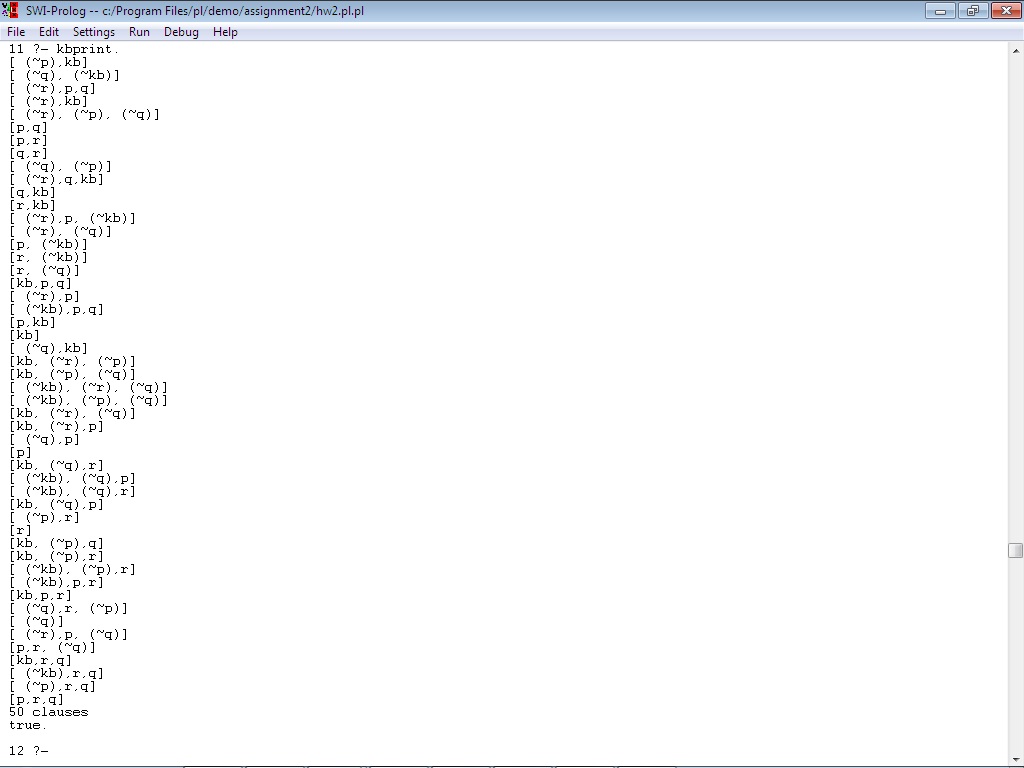 SWI-Prolog -- c:/Program Files/pl/demo/assignment2/hw2.pl.pl
File Edit Settings Run Debug Help
11 ?- kbprint.
[ (~p),kb]
[ (~q), (~kb)]
[ (~r),p,q]
[ (~r),kb]
[ (~r), (~p), (~q)]
[p,q]
[p,r]
[q,r]
[ (~q), (~p)]
[ (~r),q,kb]
[q,kb]
[r,kb]
[ (~r),p, (~kb)]
[ (~r), (~q)]
[p, (~kb)]
[r, (~kb)]
[r, (~q)]
[kb,p,q]
[ (~r),p]
[ (~kb),p,q]
[p,kb]
[kb]
[ (~q),kb]
[kb, (~r), (~p)]
[kb, (~p), (~q)]
[ (~kb), (~r), (~q)]
[ (~kb), (~p), (~q)]
[kb, (~r), (~q)]
[kb, (~r),p]
[ (~q),p]
[p]
[kb, (~q),r]
[ (~kb), (~q),p]
[ (~kb), (~q),r]
[kb, (~q),p]
[ (~p),r]
[r]
[kb, (~p),q]
[kb, (~p),r]
[ (~kb), (~p),r]
[ (~kb),p,r]
[kb,p,r]
[ (~q),r, (~p)]
[ (~q)]
[ (~r),p, (~q)]
[p,r, (~q)]
[kb,r,q]
[ (~kb),r,q]
[ (~p),r,q]
[p,r,q]
50 clauses
true.
12 ?-